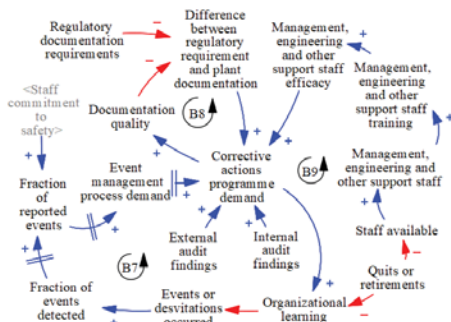 Regulatory
documentation
requirements
Difference
between
regulatory
requirement
and plant
documentation
Management,
engineering
and other
support staff
efficacy
Management,
engineering
and other
support staff
training
<Staff
commitment
to
safety>
Documentation
quality
B8
Fraction
of
reported
events
Event
management
process demand
Corrective
actions
programme
demand
B9
Management,
engineering and
other support staff
Staff available
Quits or
retirements
External
audit
findings
Internal
audit
findings
B7
Fraction
of events
detected
Events or
desvitations
occurred
Organizational
learning